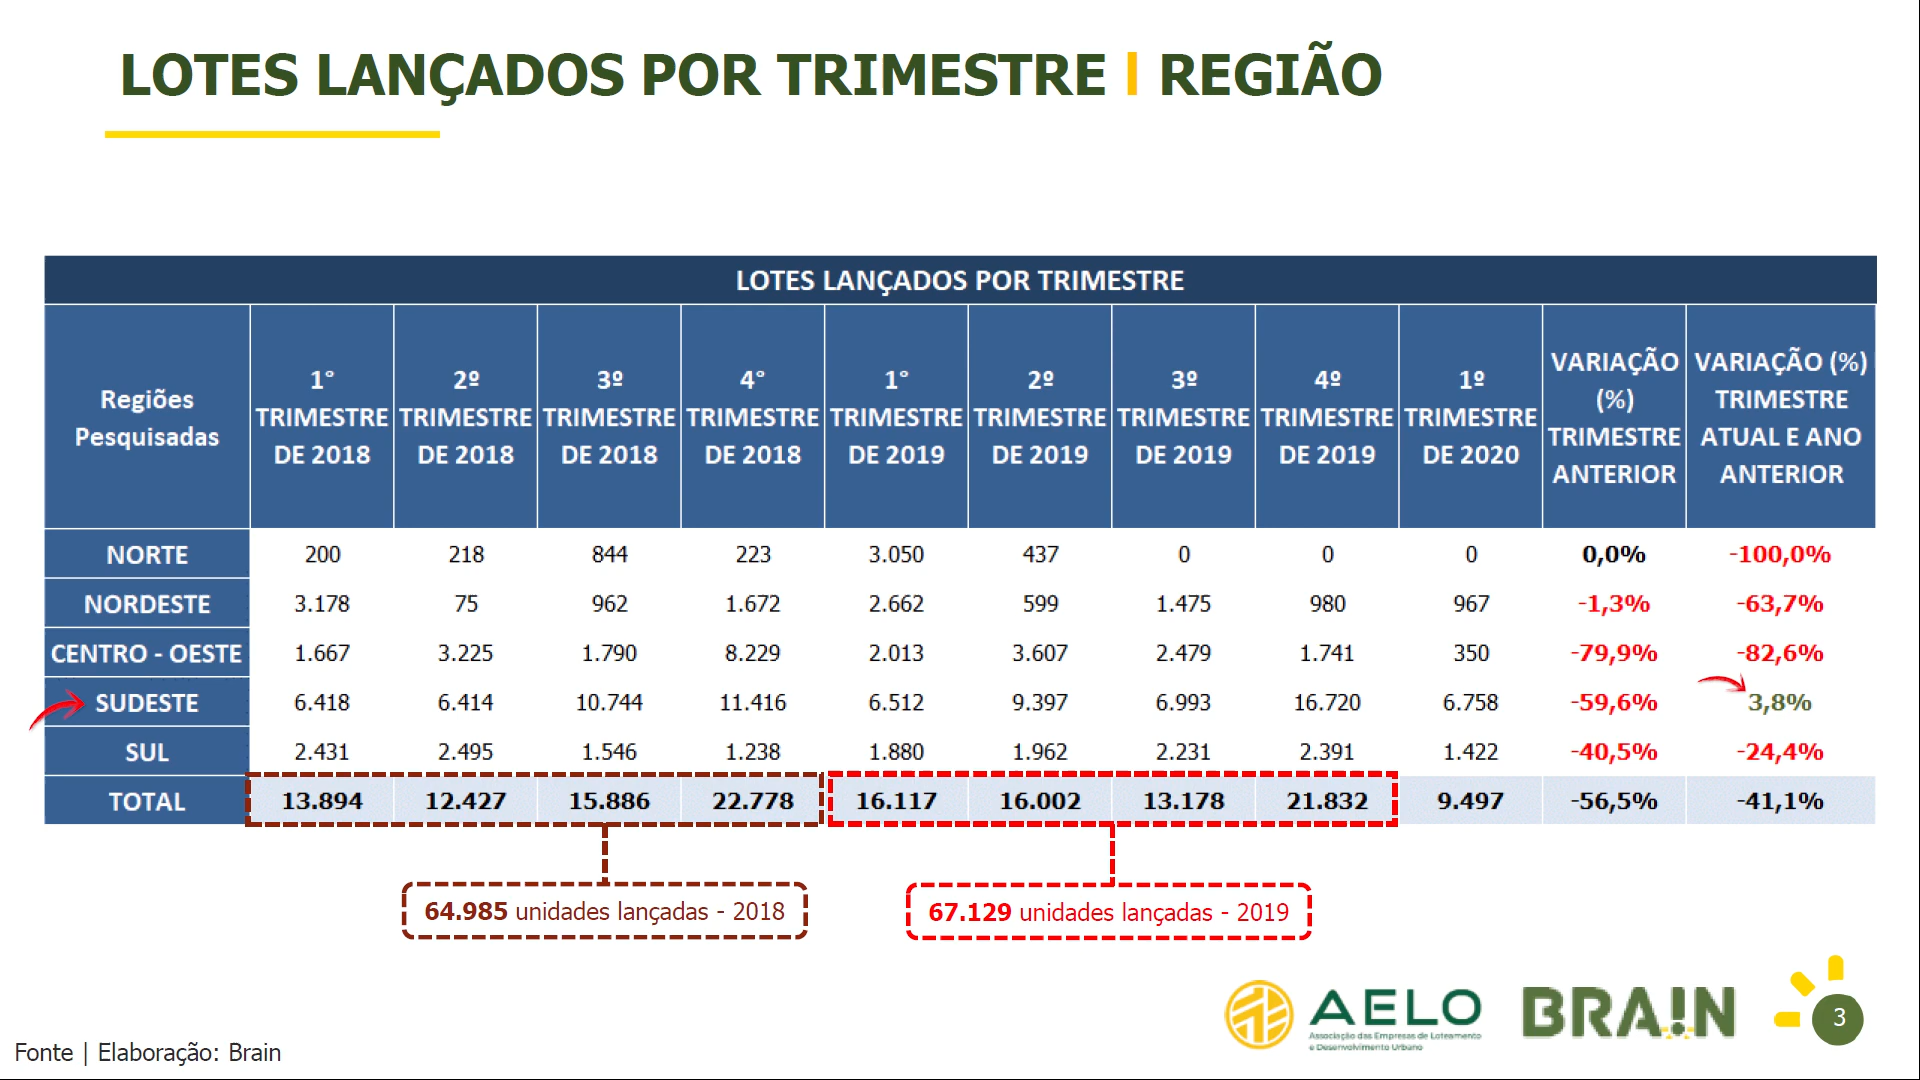 LOTES LANÇADOS POR TRIMESTRE | REGIÃO
LOTES LANÇADOS POR TRIMESTRE
Regiões Pesquisadas 1° TRIMESTRE DE 2018 2º TRIMESTRE DE 2018 3º TRIMESTRE DE 2018 4° TRIMESTRE DE 2018 1° TRIMESTRE DE 2019 2º TRIMESTRE DE 2019 3º TRIMESTRE DE 2019 4º TRIMESTRE DE 2019 1º TRIMESTRE DE 2020 VARIAÇÃO (%) TRIMESTRE ANTERIOR VARIAÇÃO (%) TRIMESTRE ATUAL E ANO ANTERIOR
NORTE 200 218 844 223 3.050 437 0 0 0 0,0% -100,0%
NORDESTE 3.178 75 962 1.672 2.662 599 1.475 980 967 -1,3% -63,7%
CENTRO - OESTE 1.667 3.225 1.790 8.229 2.013 3.607 2.479 1.741 350 -79,9% -82,6%
SUDESTE 6.418 6.414 10.744 11.416 6.512 9.397 6.993 16.720 6.758 -59,6% 3,8%
SUL 2.431 2.495 1.546 1.238 1.880 1.962 2.231 2.391 1.422 -40,5% -24,4%
TOTAL 13.894 12.427 15.886 22.778 16.117 16.002 13.178 21.832 9.497 -56,5% -41,1%
64.985 unidades lançadas - 2018
67.129 unidades lançadas - 2019
AELO
Associação das Empresas de Loteamento
e Desenvolvimento Urbano
BRA!N
3
Fonte | Elaboração: Brain